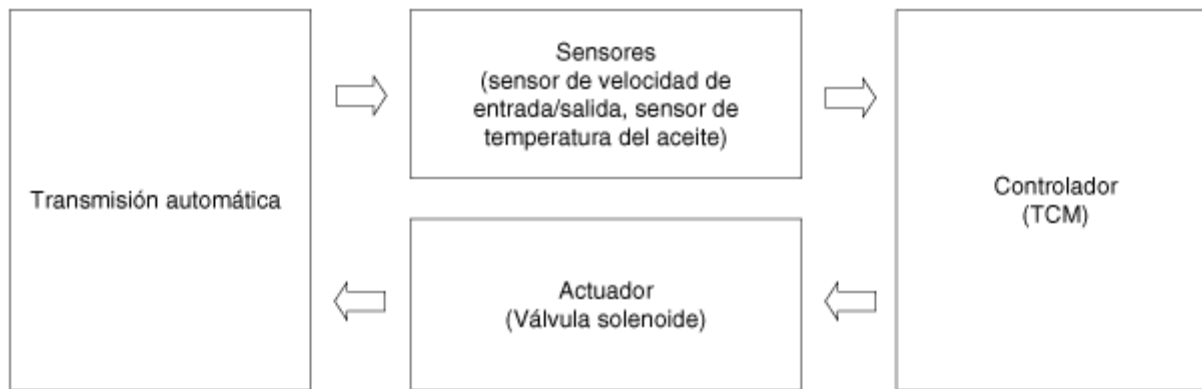 Transmisión automática
Sensores
(sensor de velocidad de
entrada/salida, sensor de
temperatura del aceite)
Actuador
(Válvula solenoide)
Controlador
(TCM)